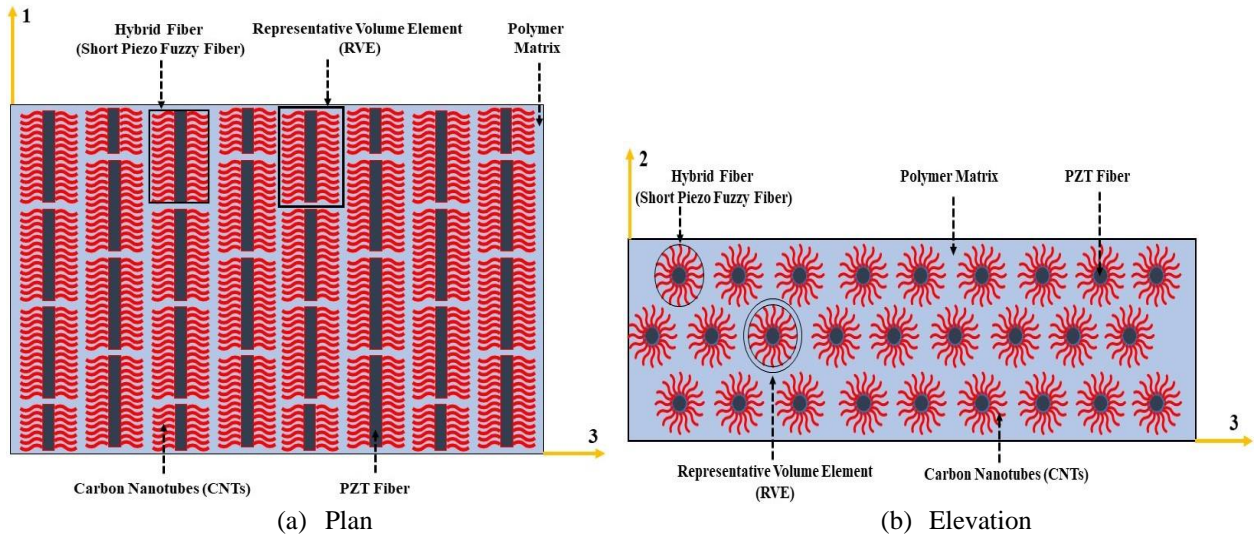 1
Hybrid Fiber
(Short Piezo Fuzzy Fiber)
Representative Volume Element
(RVE)
Polymer
Matrix
3
Carbon Nanotubes (CNTs)
PZT Fiber
(a) Plan
2
Hybrid Fiber
(Short Piezo Fuzzy Fiber)
Polymer Matrix
PZT Fiber
3
Representative Volume Element
(RVE)
Carbon Nanotubes (CNTs)
(b) Elevation